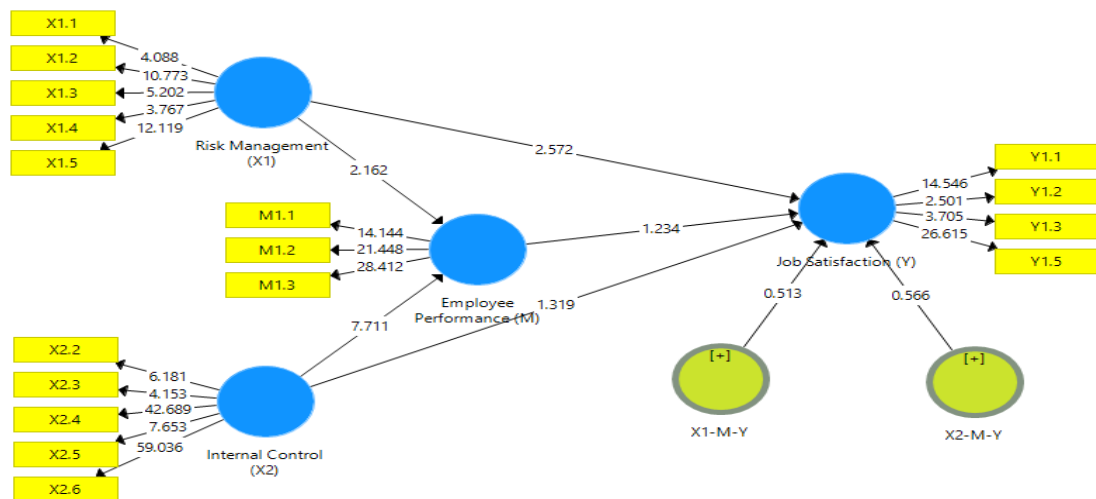 X1.1
X1.2
X1.3
X1.4
X1.5
4.088
10.773
5.202
3.767
12.119
Risk Management
(X1)
2.572
2.162
M1.1
M1.2
M1.3
14.144
21.448
28.412
Employee
Performance (M)
1.234
1.319
7.711
Job Satisfaction (Y)
14.546
2.501
3.705
26.615
Y1.1
Y1.2
Y1.3
Y1.5
0.513
0.566
X2.2
X2.3
X2.4
X2.5
X2.6
6.181
4.153
42.689
7.653
59.036
Internal Control
(X2)
[+]
X1-M-Y
[+]
X2-M-Y